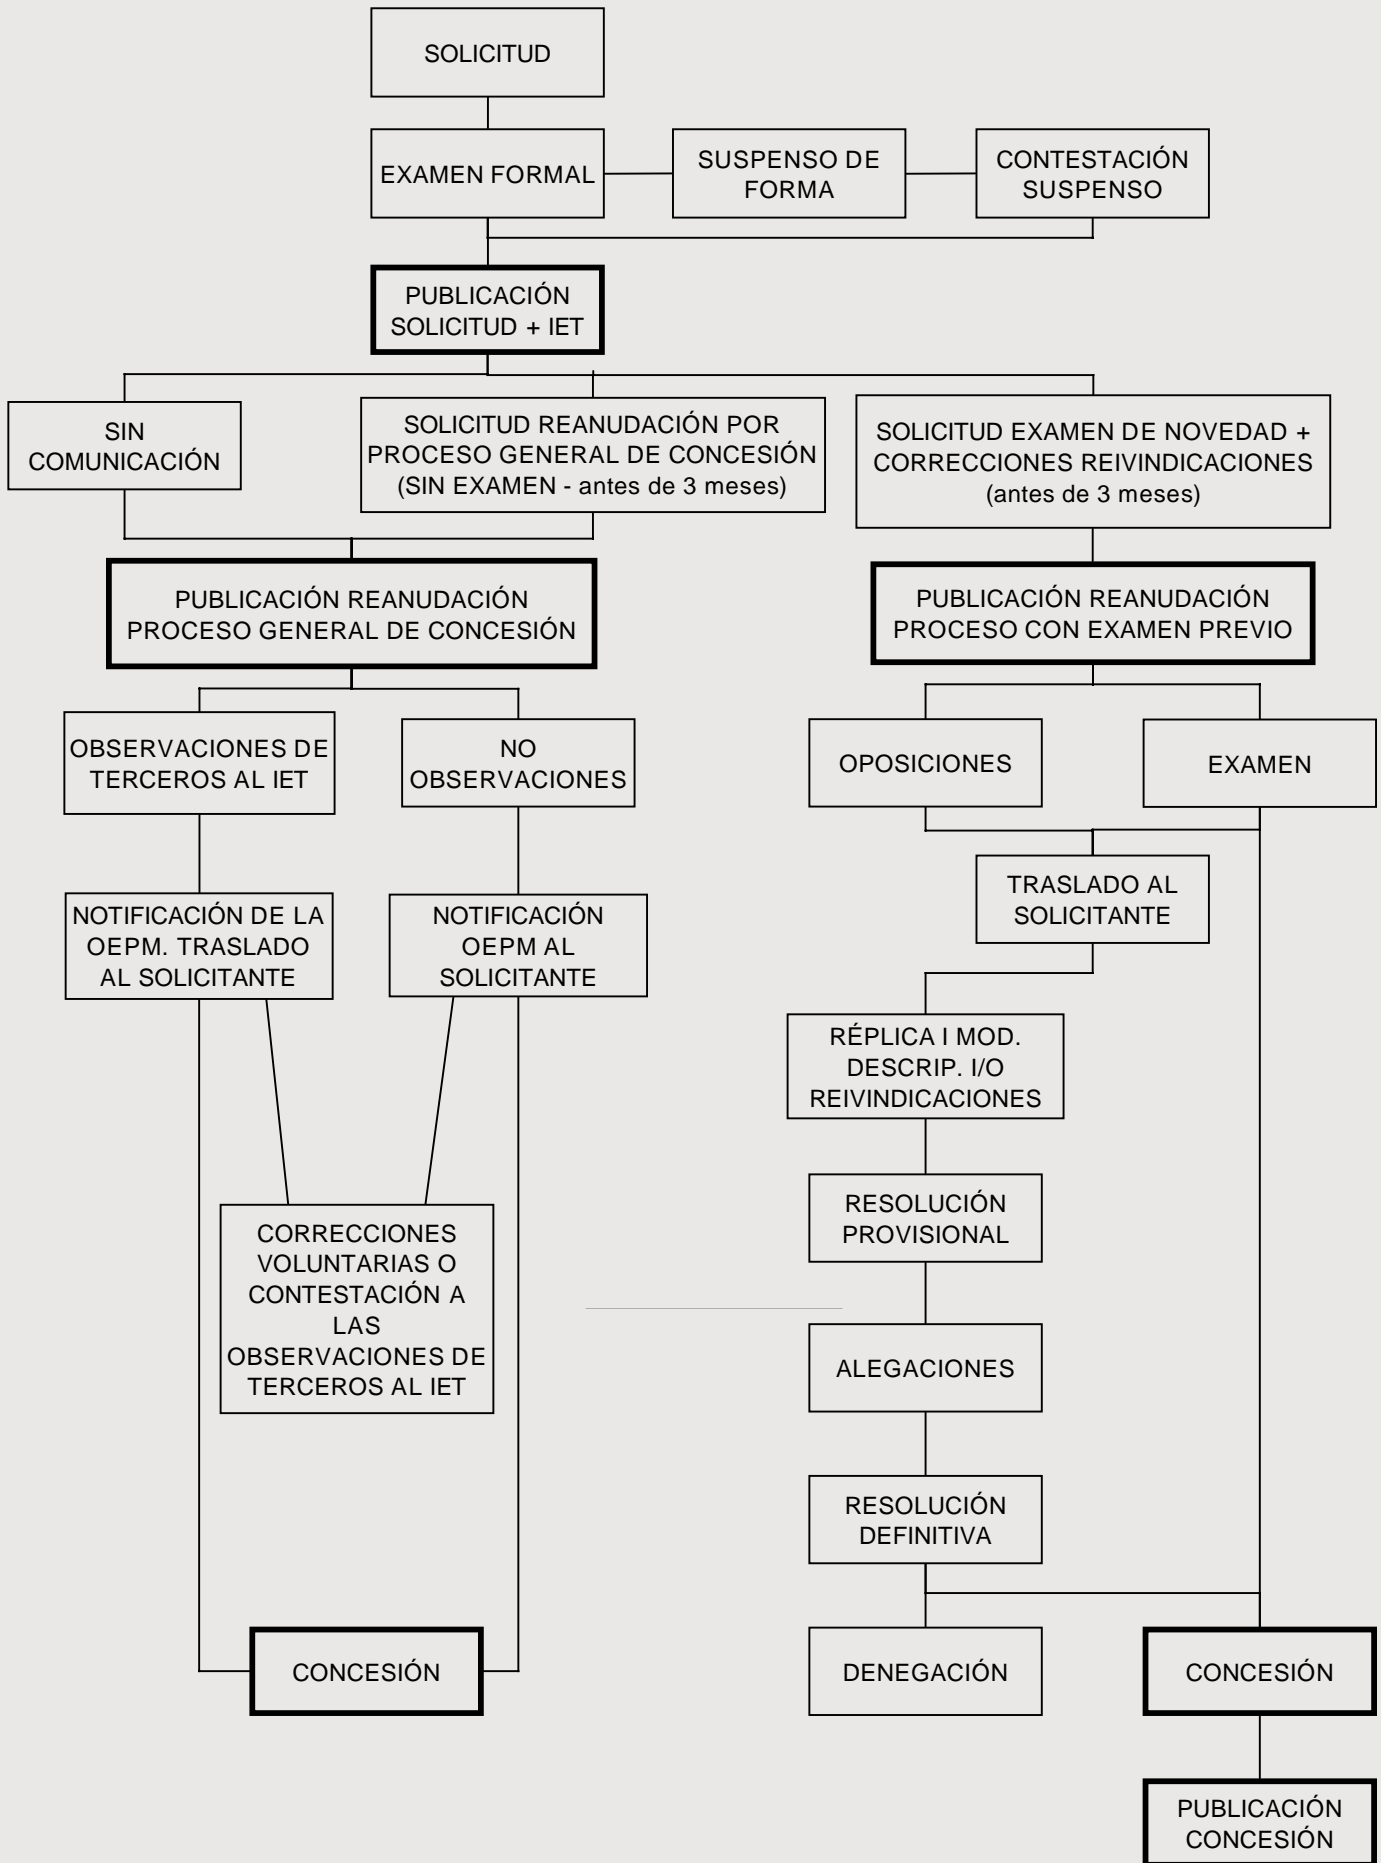 SOLICITUD
EXAMEN FORMAL
SUSPENSO DE
FORMA
CONTESTACIÓN
SUSPENSO
PUBLICACIÓN
SOLICITUD + IET
SIN
COMUNICACIÓN
SOLICITUD REANUDACIÓN POR
PROCESO GENERAL DE CONCESIÓN
(SIN EXAMEN - antes de 3 meses)
SOLICITUD EXAMEN DE NOVEDAD +
CORRECCIONES REIVINDICACIONES
(antes de 3 meses)
PUBLICACIÓN REANUDACIÓN
PROCESO GENERAL DE CONCESIÓN
PUBLICACIÓN REANUDACIÓN
PROCESO CON EXAMEN PREVIO
OBSERVACIONES DE
TERCEROS AL IET
NO
OBSERVACIONES
OPOSICIONES
EXAMEN
NOTIFICACIÓN DE LA
OEPM. TRASLADO
AL SOLICITANTE
NOTIFICACIÓN
OEPM AL
SOLICITANTE
TRASLADO AL
SOLICITANTE
RÉPLICA I MOD.
DESCRIP. I/O
REIVINDICACIONES
RESOLUCIÓN
PROVISIONAL
CORRECCIONES
VOLUNTARIAS O
CONTESTACIÓN A
LAS
OBSERVACIONES DE
TERCEROS AL IET
ALEGACIONES
RESOLUCIÓN
DEFINITIVA
CONCESIÓN
DENEGACIÓN
CONCESIÓN
PUBLICACIÓN
CONCESIÓN